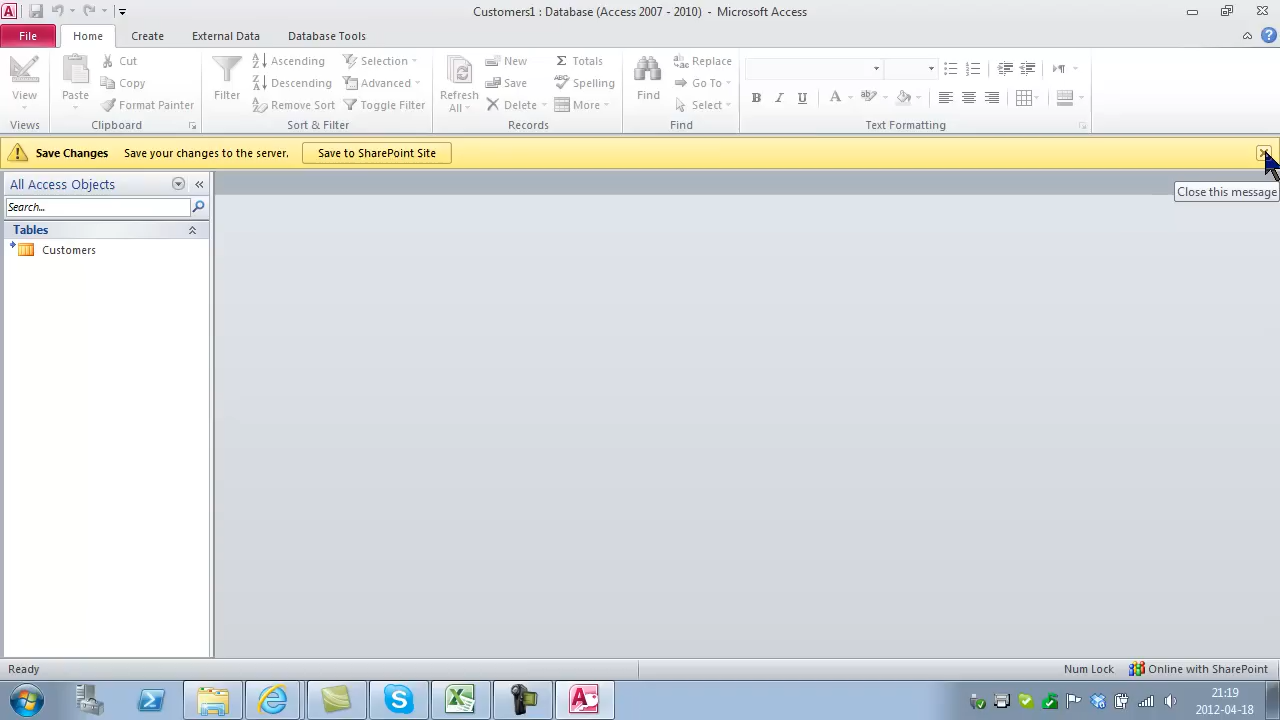 Customers1 : Database (Access 2007 - 2010) - Microsoft Access
File Home Create External Data Database Tools
View
Views
Paste
Cut
Copy
Format Painter
Clipboard
Filter
Ascending
Descending
Remove Sort
Selection
Advanced
Toggle Filter
Sort & Filter
Refresh
All
New
Save
Delete
Totals
Spelling
More
Records
Find
Replace
Go To
Select
Find
B I U A
Text Formatting
Save Changes Save your changes to the server. Save to SharePoint Site
Close this message
All Access Objects
Search...
Tables
Customers
Ready Num Lock Online with SharePoint
21:19
2012-04-18